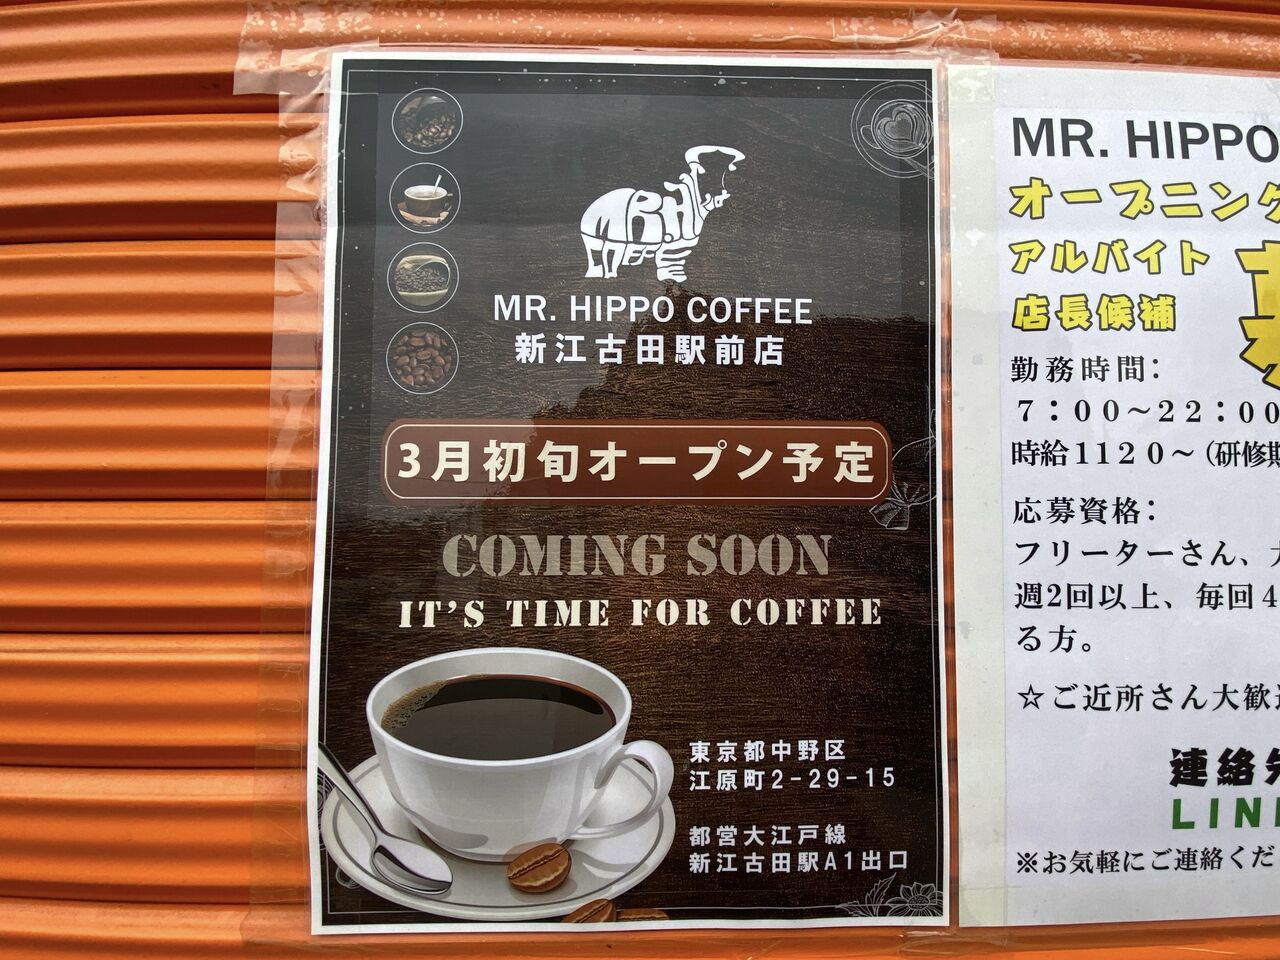 MR. HIPPO COFFEE
新江古田駅前店
3月初旬オープン予定
COMING SOON
IT'S TIME FOR COFFEE
東京都中野区
江原町2-29-15
都営大江戸線
新江古田駅A1出口
MR. HIPPO
オープニング
アルバイト
店長候補
勤務時間:
7:00~22:00
時給1120~(研修期
応募資格:
フリーターさん、
週2回以上、毎回4
る方。
☆ご近所さん大歓迎
連絡先
LINE
※お気軽にご連絡くだ